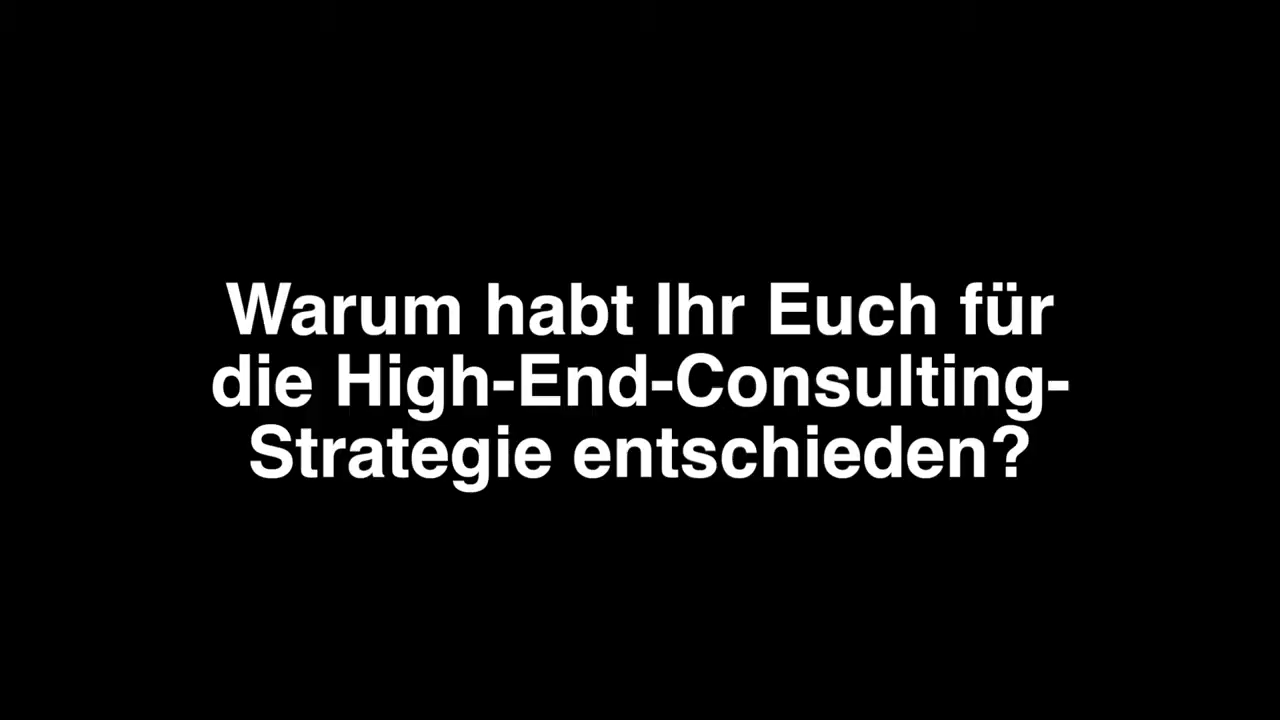 Warum habt Ihr Euch für
die High-End-Consulting-
Strategie entschieden?